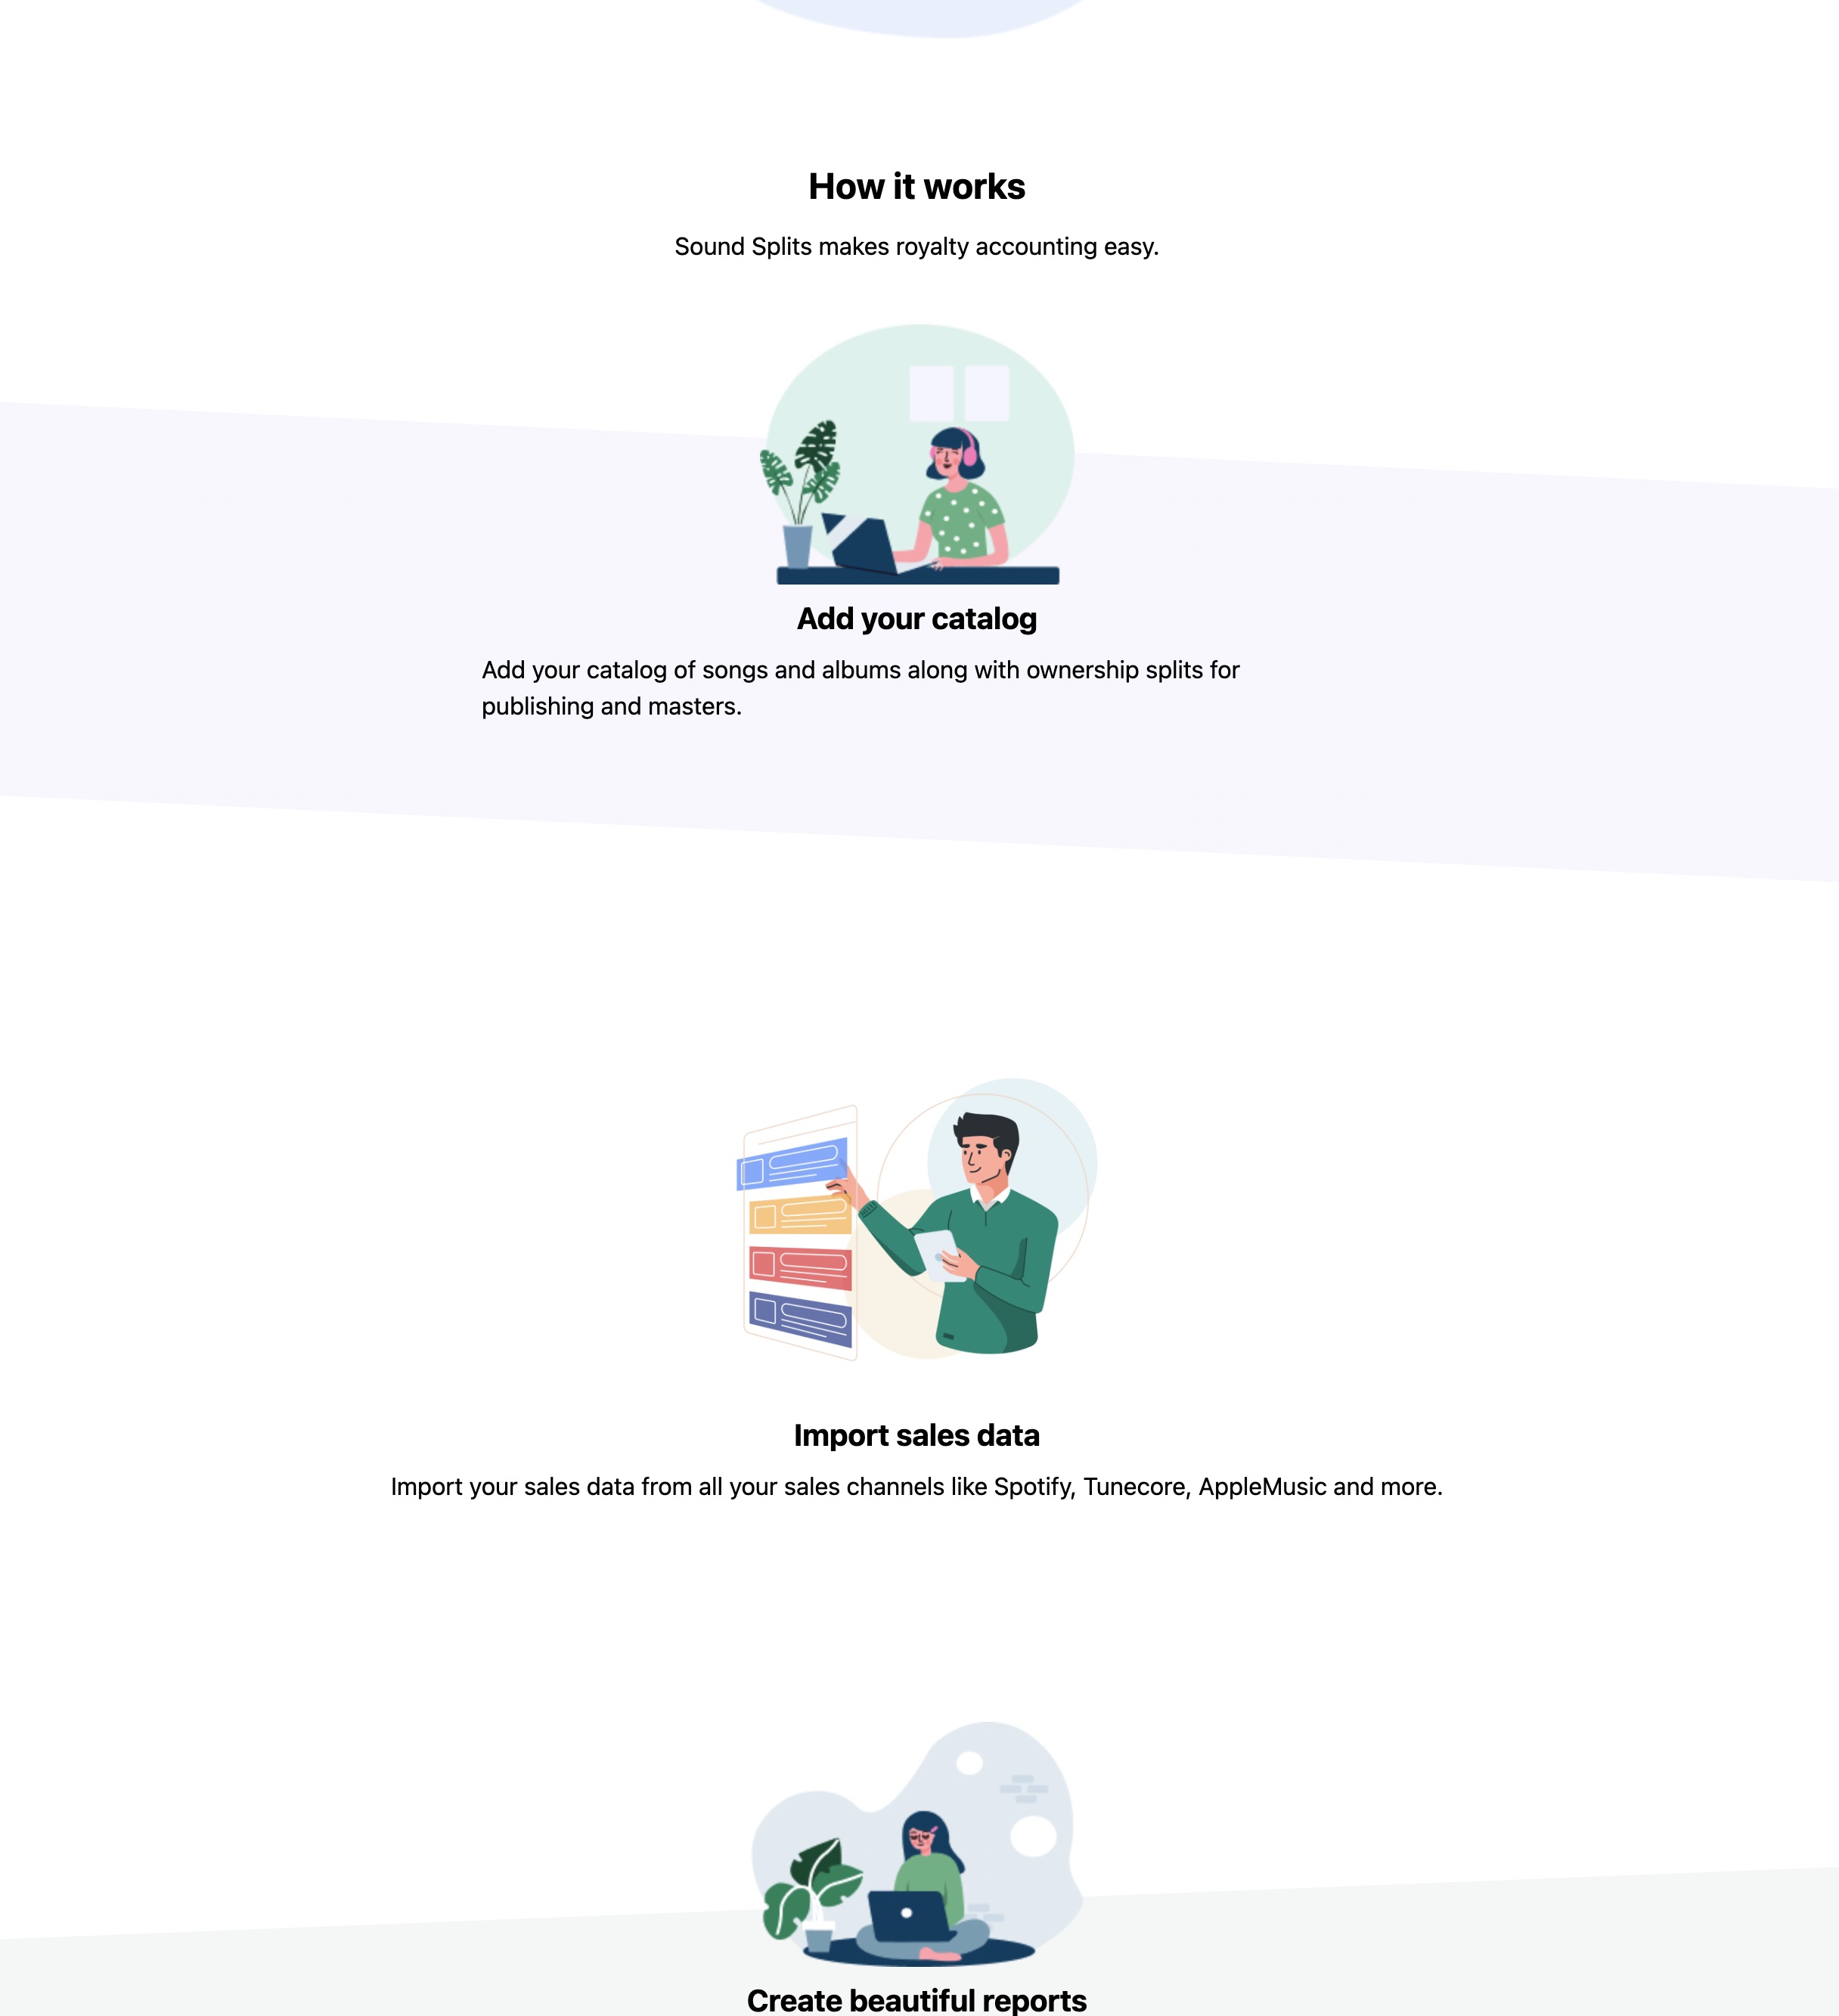 How it works
Sound Splits makes royalty accounting easy.
Add your catalog
Add your catalog of songs and albums along with ownership splits for
publishing and masters.
Import sales data
Import your sales data from all your sales channels like Spotify, Tunecore, AppleMusic and more.
Create beautiful reports